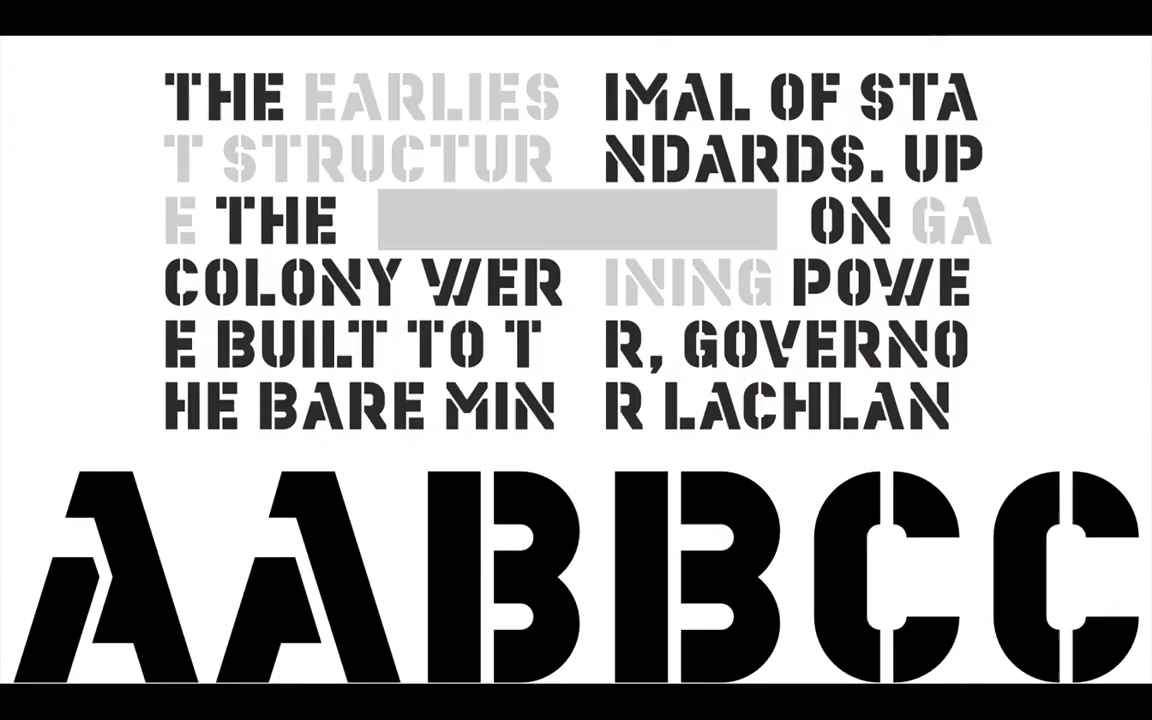 THE EARLIES
T STRUCTUR
E THE
COLONY WER
E BUILT TO T
HE BARE MIN
IMAL OF STA
NDARDS. UP
ON GA
INING POWE
R, GOVERNO
R LACHLAN
AABBCC